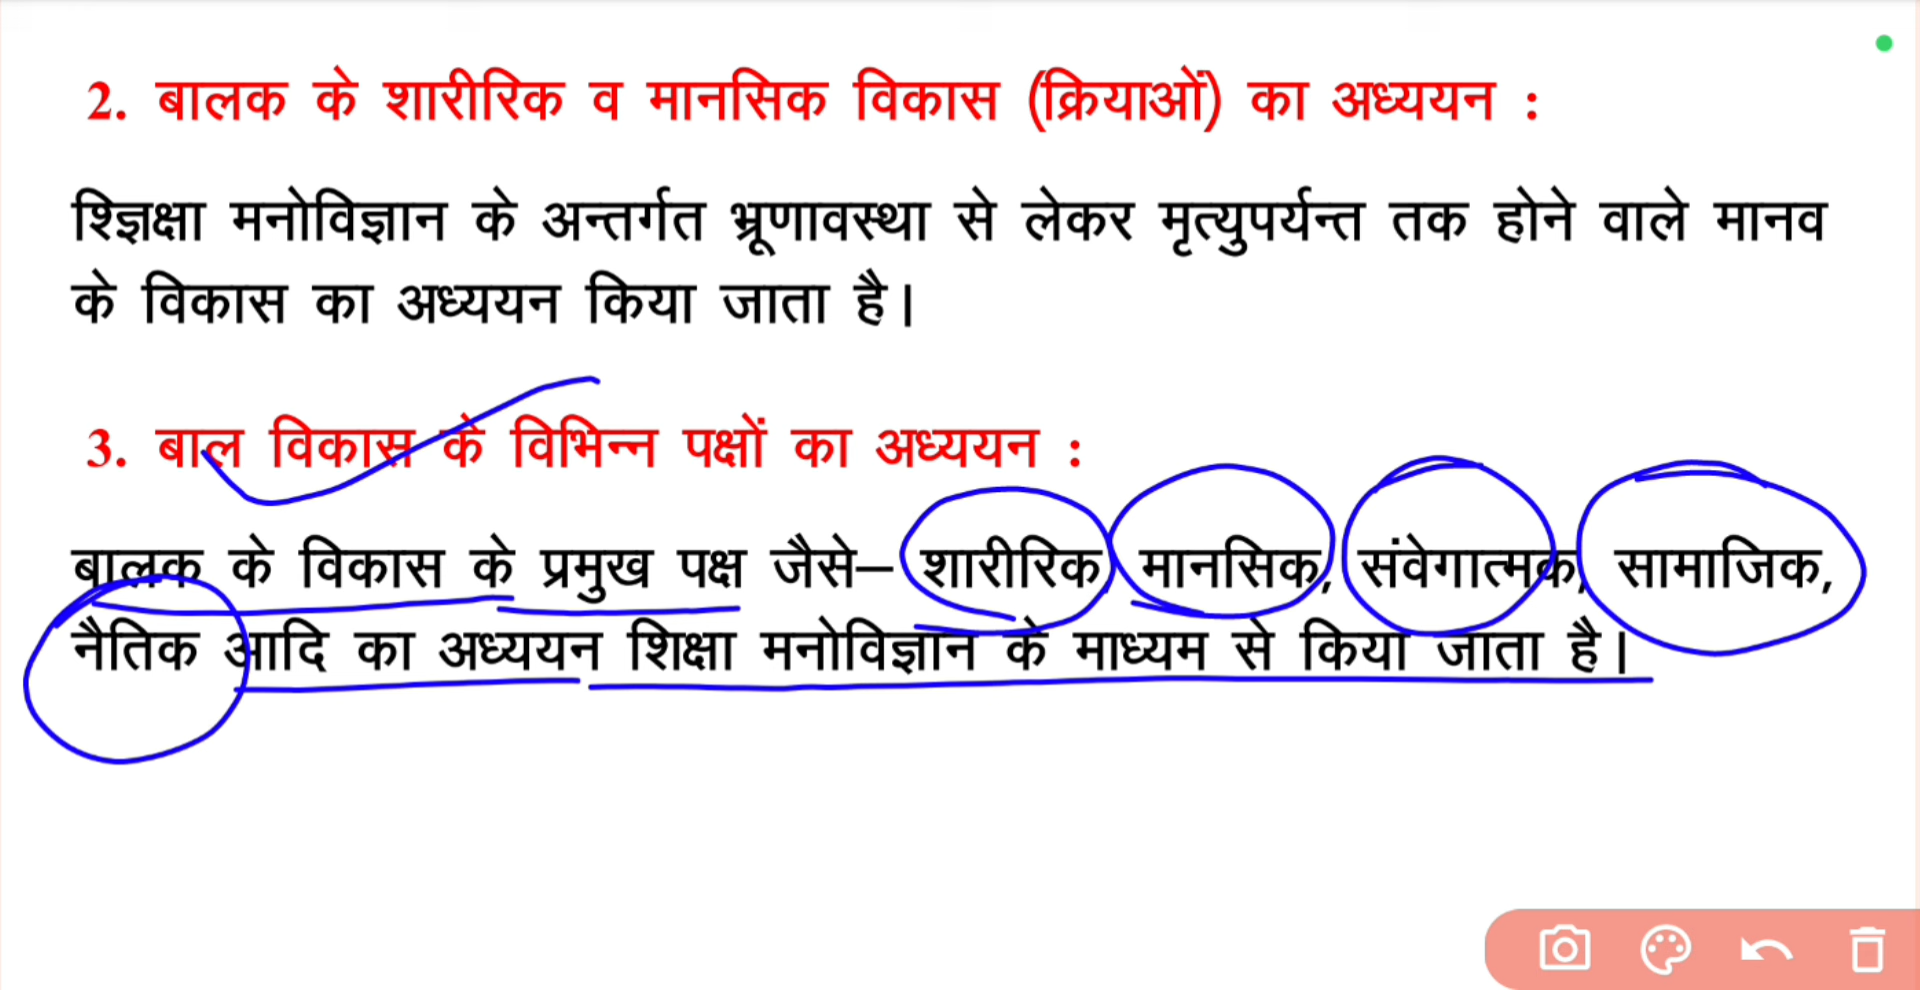 2. बालक के शारीरिक व मानसिक विकास (क्रियाओं) का अध्ययन :
श्ज्ञिक्षा मनोविज्ञान के अन्तर्गत भ्रूणावस्था से लेकर मृत्युपर्यन्त तक होने वाले मानव
के विकास का अध्ययन किया जाता है।
3. बाल विकास के विभिन्न पक्षों का अध्ययन :
बालक के विकास के प्रमुख पक्ष जैसे– शारीरिक, मानसिक, संवेगात्मक, सामाजिक,
नैतिक आदि का अध्ययन शिक्षा मनोविज्ञान के माध्यम से किया जाता है।